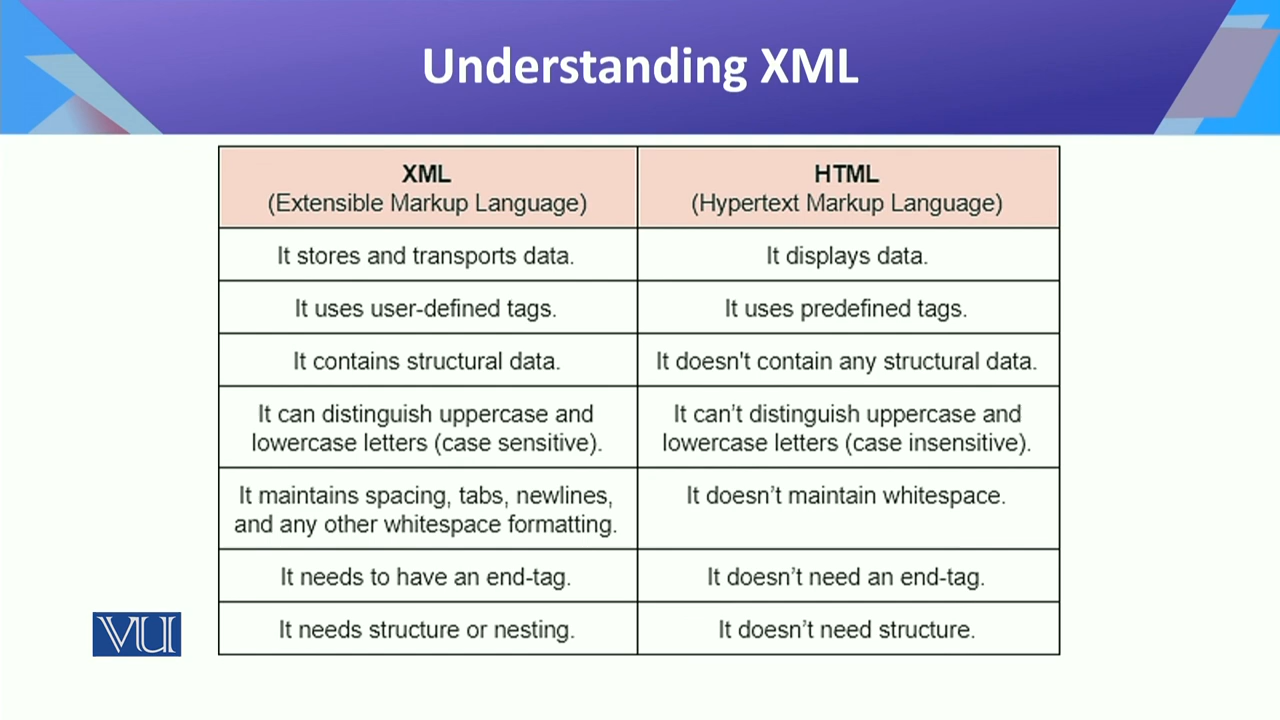 Understanding XML
XML
(Extensible Markup Language)
HTML
(Hypertext Markup Language)
It stores and transports data.
It displays data.
It uses user-defined tags.
It uses predefined tags.
It contains structural data.
It doesn't contain any structural data.
It can distinguish uppercase and
lowercase letters (case sensitive).
It can’t distinguish uppercase and
lowercase letters (case insensitive).
It maintains spacing, tabs, newlines,
and any other whitespace formatting.
It doesn’t maintain whitespace.
It needs to have an end-tag.
It doesn’t need an end-tag.
It needs structure or nesting.
It doesn’t need structure.
VU